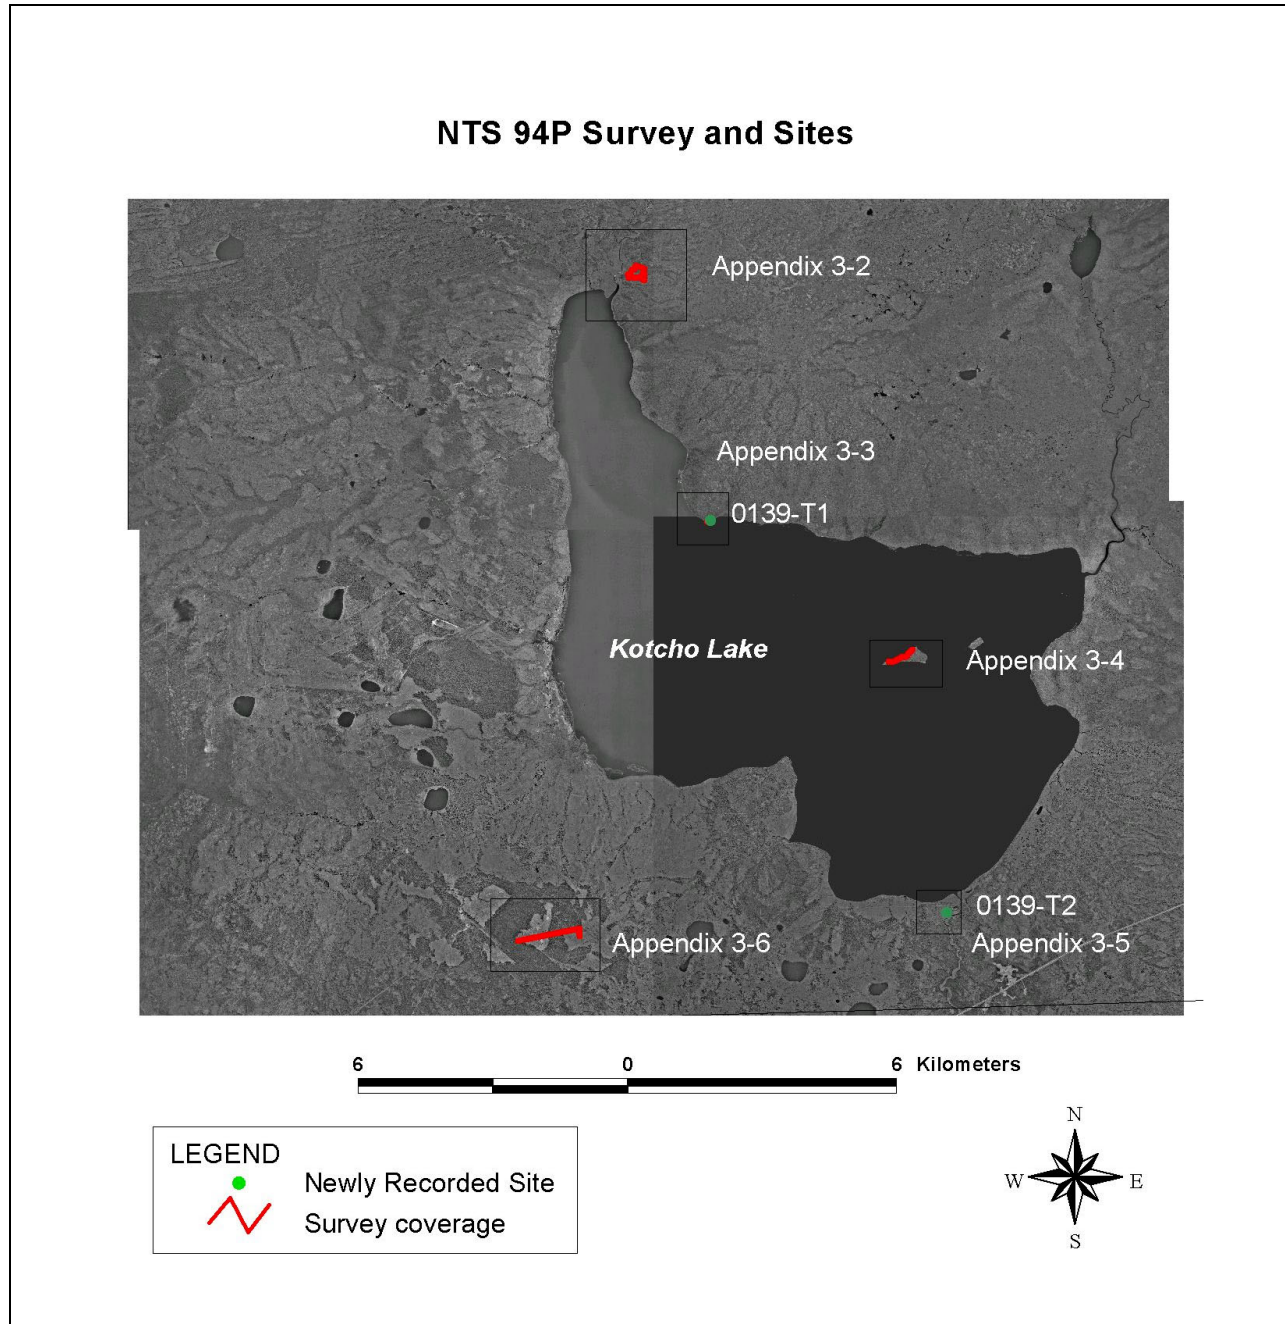 NTS 94P Survey and Sites
Appendix 3-2
Appendix 3-3
0139-T1
Kotcho Lake
Appendix 3-4
0139-T2
Appendix 3-5
Appendix 3-6
6 0 6 Kilometers
LEGEND
Newly Recorded Site
Survey coverage
N
W E
S